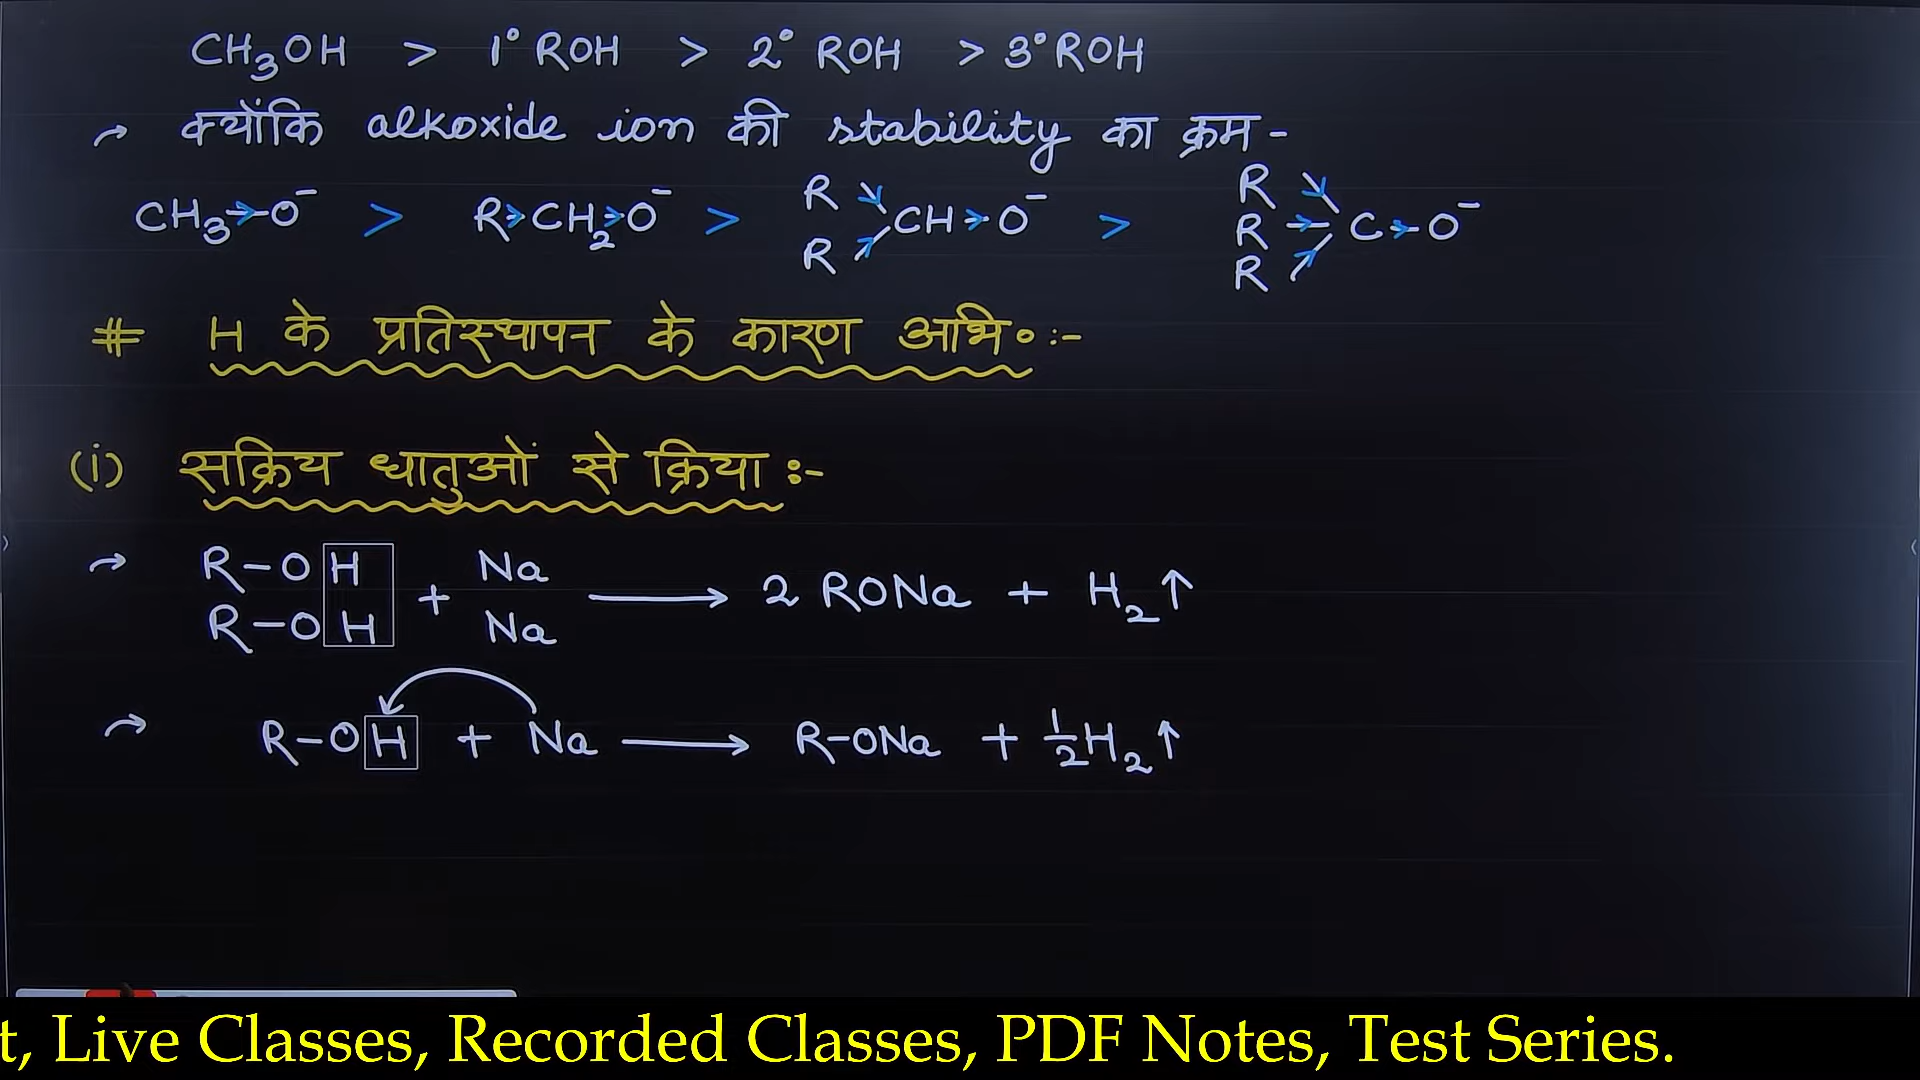 CH₃OH > 1° ROH > 2° ROH > 3° ROH
→ क्योंकि alkoxide ion की stability का क्रम -
CH₃→O⁻ > R→CH₂→O⁻ > R R CH→O⁻ > R R R C→O⁻
# H के प्रतिस्थापन के कारण अभि॰ :-
(i) सक्रिय धातुओं से क्रिया :-
→ R-OH R-OH + Na Na ⟶ 2 RONa + H₂↑
→ R-OH + Na ⟶ R-ONa + ½H₂↑
t, Live Classes, Recorded Classes, PDF Notes, Test Series.